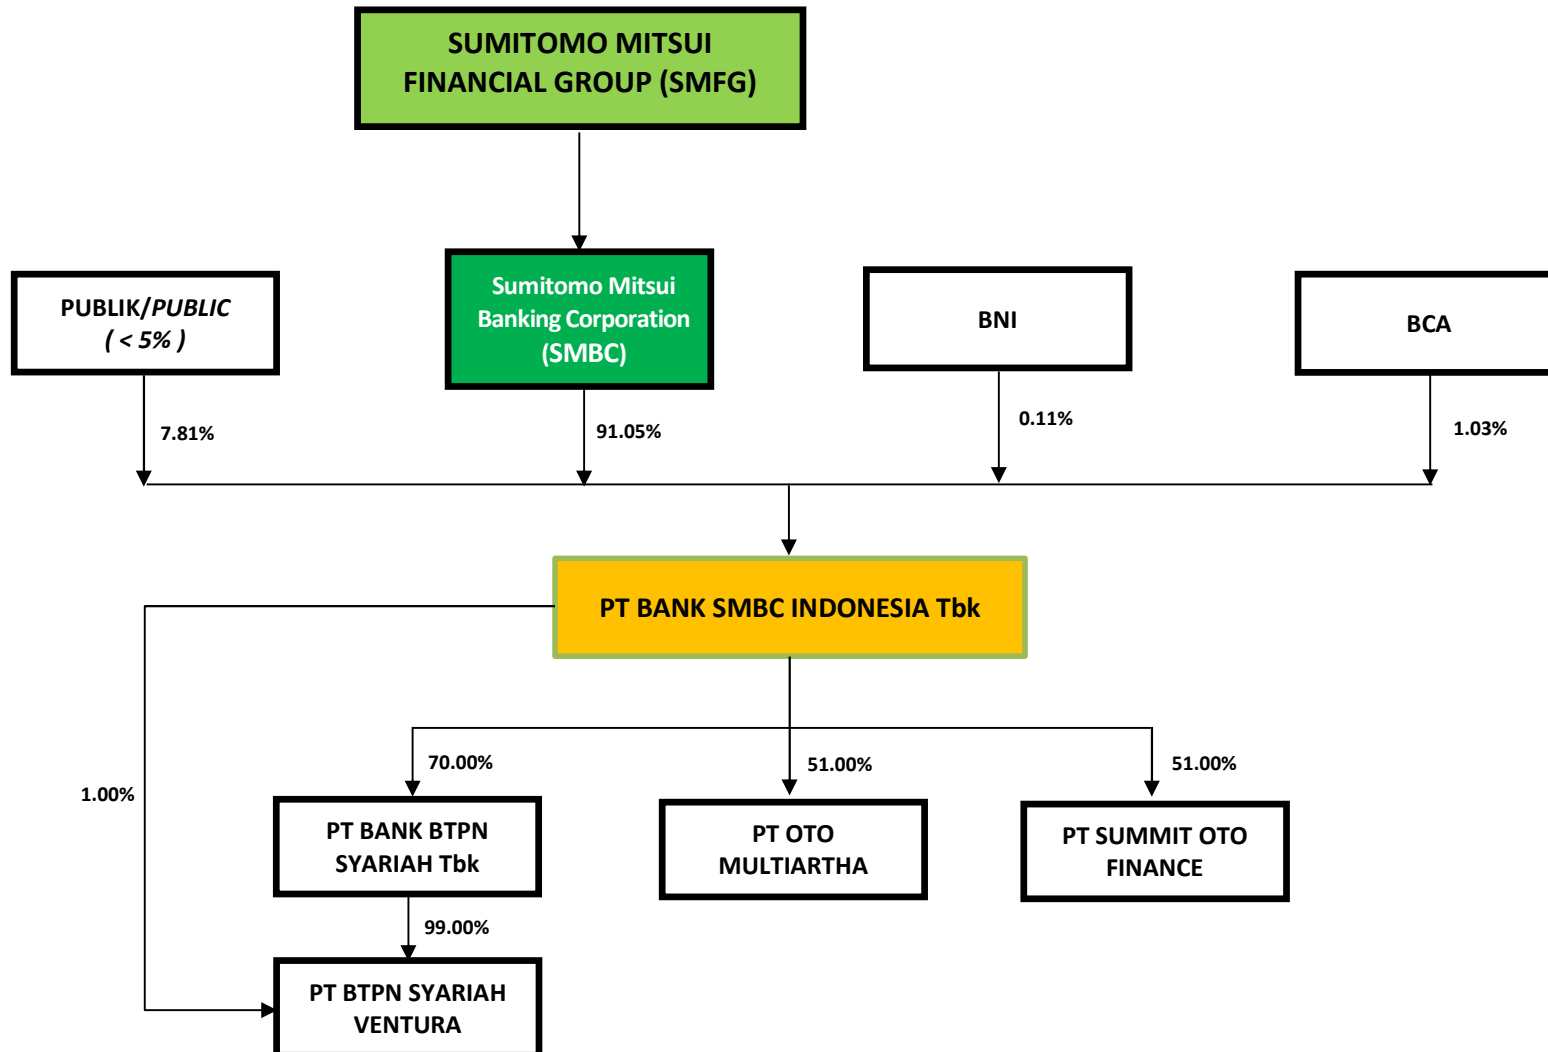 SUMITOMO MITSUI
FINANCIAL GROUP (SMFG)
PUBLIK/PUBLIC
( < 5% )
Sumitomo Mitsui
Banking Corporation
(SMBC)
BNI
BCA
7.81%
91.05%
0.11%
1.03%
PT BANK SMBC INDONESIA Tbk
1.00%
70.00%
51.00%
51.00%
PT BANK BTPN
SYARIAH Tbk
PT OTO
MULTIARTHA
PT SUMMIT OTO
FINANCE
99.00%
PT BTPN SYARIAH
VENTURA